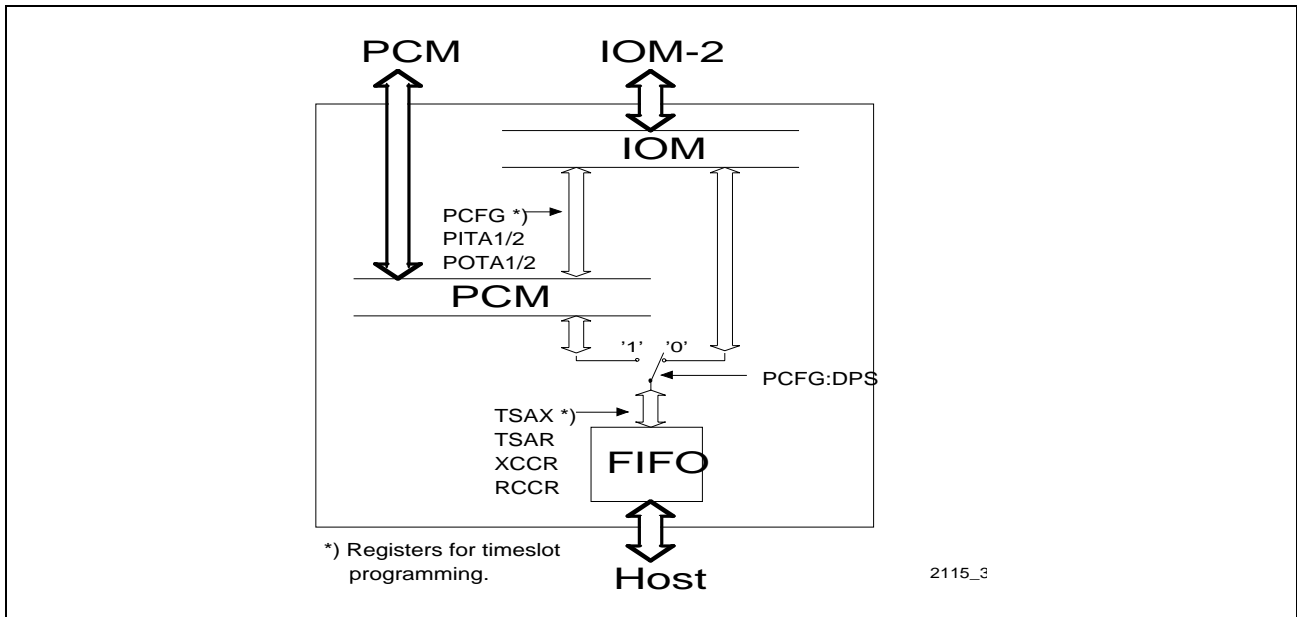 PCM
IOM-2
IOM
PCFG *)
PITA1/2
POTA1/2
PCM
'1' '0'
PCFG:DPS
TSAX *)
TSAR
XCCR
RCCR
FIFO
*) Registers for timeslot
programming.
Host
2115_3